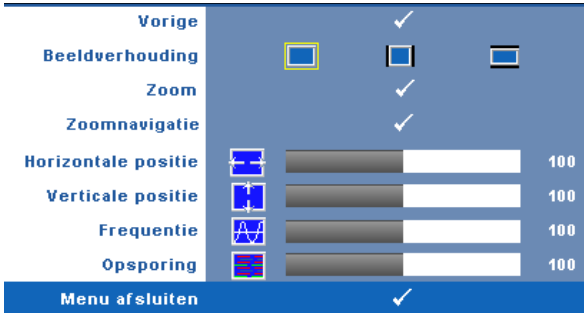 Vorige
Beeldverhouding
Zoom
Zoomnavigatie
Horizontale positie 100
Verticale positie 100
Frequentie 100
Opsporing 100
Menu afsluiten